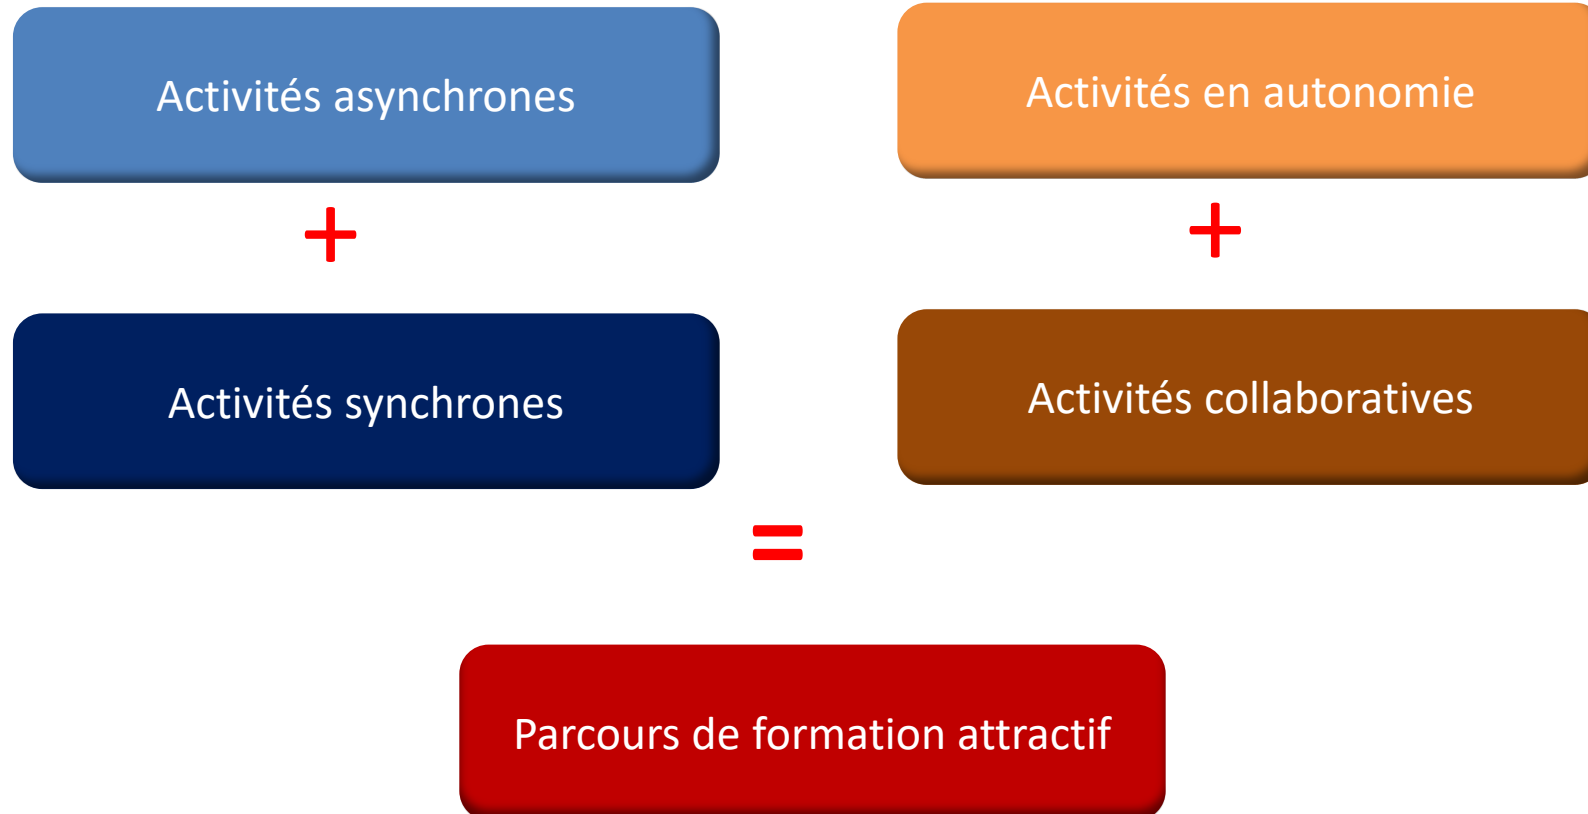 Activités asynchrones
Activités en autonomie
+
+
Activités synchrones
Activités collaboratives
=
Parcours de formation attractif